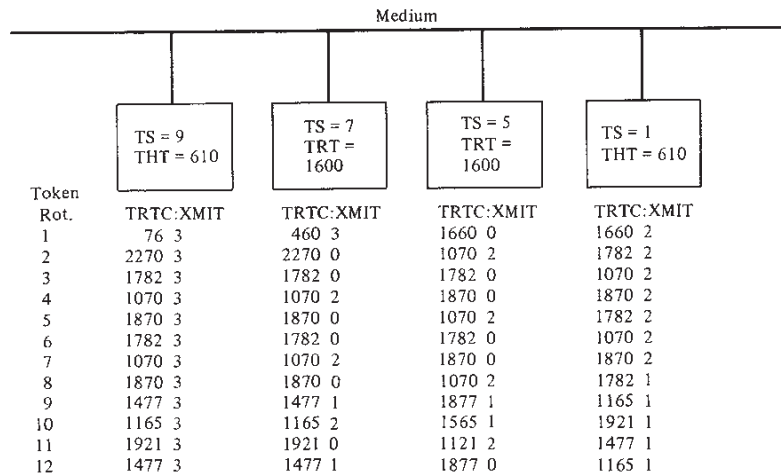 Medium
TS = 9
THT = 610
TS = 7
TRT =
1600
TS = 5
TRT =
1600
TS = 1
THT = 610
Token
Rot. TRTC:XMIT TRTC:XMIT TRTC:XMIT TRTC:XMIT
1 76 3 460 3 1660 0 1660 2
2 2270 3 2270 0 1070 2 1782 2
3 1782 3 1782 0 1782 0 1070 2
4 1070 3 1070 2 1870 0 1870 2
5 1870 3 1870 0 1070 2 1782 2
6 1782 3 1782 0 1782 0 1070 2
7 1070 3 1070 2 1870 0 1870 2
8 1870 3 1870 0 1070 2 1782 1
9 1477 3 1477 1 1877 1 1165 1
10 1165 3 1165 2 1565 1 1921 1
11 1921 3 1921 0 1121 2 1477 1
12 1477 3 1477 1 1877 0 1165 1